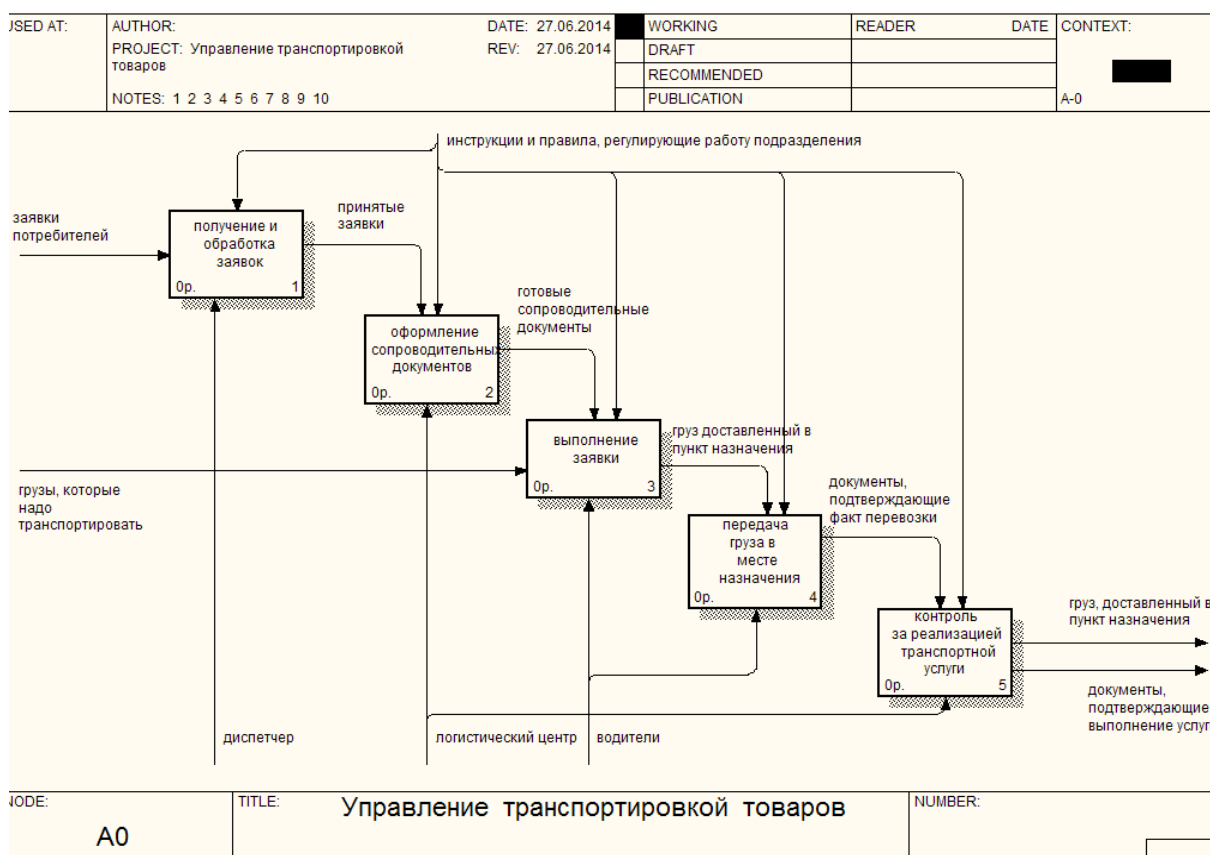 USED AT:
AUTHOR:
DATE: 27.06.2014
WORKING
READER
DATE
CONTEXT:
PROJECT: Управление транспортировкой
товаров
REV: 27.06.2014
DRAFT
RECOMMENDED
NOTES: 1 2 3 4 5 6 7 8 9 10
PUBLICATION
A-0
инструкции и правила, регулирующие работу подразделения
заявки
потребителей
получение и
обработка
заявок
0р. 1
принятые
заявки
оформление
сопроводительных
документов
0р. 2
готовые
сопроводительные
документы
выполнение
заявки
0р. 3
грузы, которые
надо
транспортировать
груз доставленный в
пункт назначения
передача
груза в
месте
назначения
0р. 4
документы,
подтверждающие
факт перевозки
контроль
за реализацией
транспортной
услуги
0р. 5
груз, доставленный в
пункт назначения
документы,
подтверждающие
выполнение услуг
диспетчер
логистический центр
водители
NODE:
A0
TITLE:
Управление транспортировкой товаров
NUMBER: